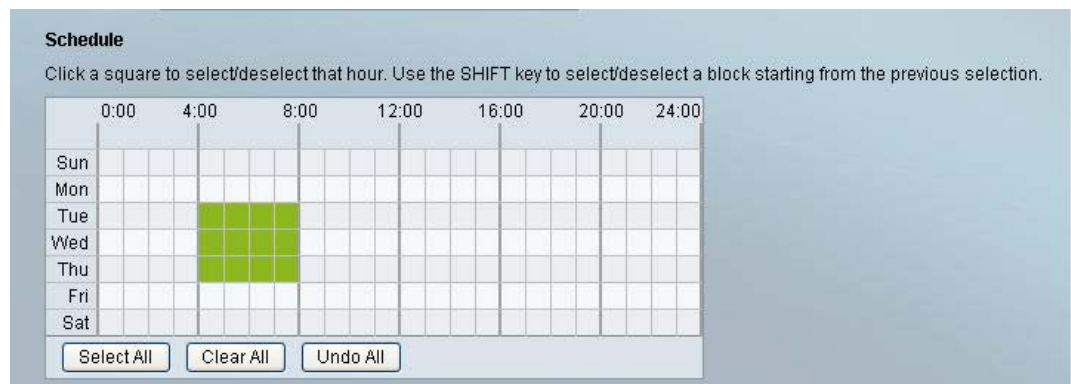 Schedule
Click a square to select/deselect that hour. Use the SHIFT key to select/deselect a block starting from the previous selection.
0:00 4:00 8:00 12:00 16:00 20:00 24:00
Sun
Mon
Tue
Wed
Thu
Fri
Sat
Select All Clear All Undo All